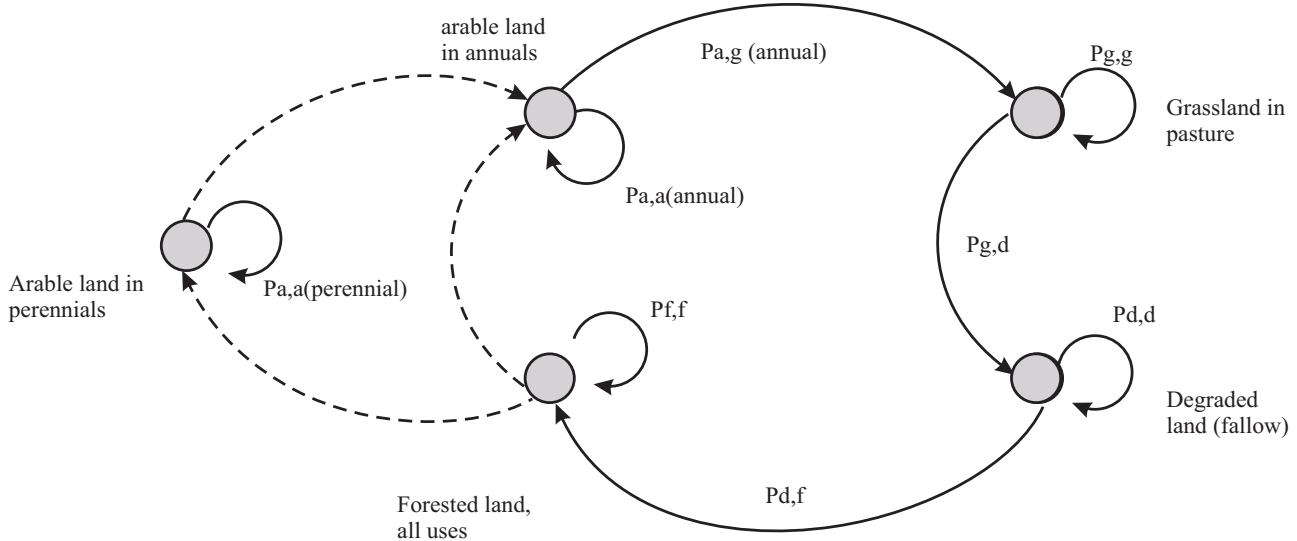 arable land
in annuals
Pa,g (annual)
Pg,g
Grassland in
pasture
Pa,a(annual)
Pg,d
Arable land in
perennials
Pa,a(perennial)
Pf,f
Pd,d
Degraded
land (fallow)
Forested land,
all uses
Pd,f